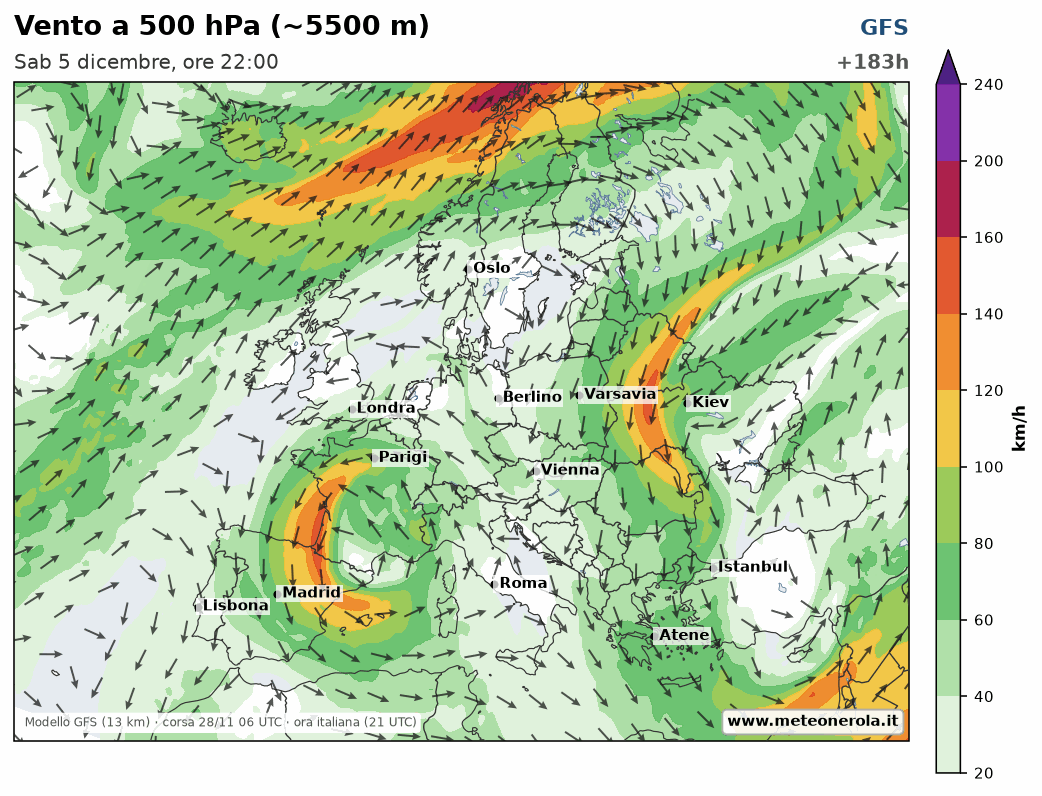 Vento a 500 hPa (~5500 m)
GFS
Sab 5 dicembre, ore 22:00
+183h
240
200
160
140
120
100
80
60
40
20
km/h
Oslo
Berlino
Varsavia
Kiev
Londra
Parigi
Vienna
Istanbul
Roma
Madrid
Lisbona
Atene
Modello GFS (13 km) · corsa 28/11 06 UTC · ora italiana (21 UTC)
www.meteonerola.it